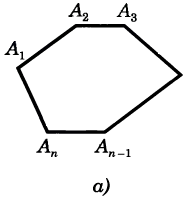 A₂ A₃
A₁
Aₙ Aₙ₋₁
а)